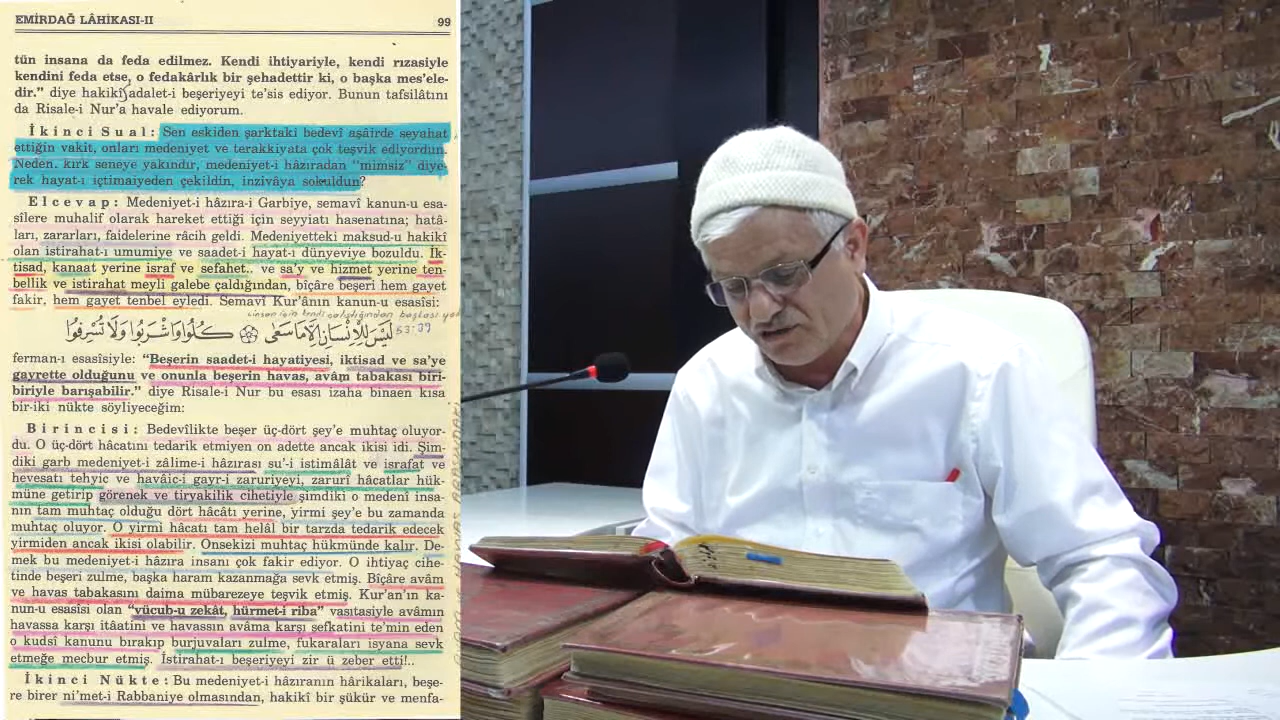 EMİRDAĞ LÂHİKASI-II 99
tün insana da feda edilmez. Kendi ihtiyariyle, kendi rızasiyle
kendini feda etse, o fedakârlık bir şehadettir ki, o başka mes'ele-
dir." diye hakikî adalet-i beşeriyeyi te'sis ediyor. Bunun tafsilâtını
da Risale-i Nur'a havale ediyorum.
İkinci Sual: Sen eskiden şarktaki bedevî aşâirde seyahat
ettiğin vakit, onları medeniyet ve terakkiyata çok teşvik ediyordun.
Neden, kırk seneye yakındır, medeniyet-i hâzıradan "mimsiz" diye-
rek hayat-ı içtimaiyeden çekildin, inzivâya sokuldun?
Elcevap: Medeniyet-i hâzıra-i Garbiye, semavî kanun-u esa-
sîlere muhalif olarak hareket ettiği için seyyiatı hasenatına; hatâ-
ları, zararları, faidelerine râcih geldi. Medeniyetteki maksud-u hakikî
olan istirahat-ı umumiye ve saadet-i hayat-ı dünyeviye bozuldu. İk-
tisad, kanaat yerine israf ve sefahet.. ve sa'y ve hizmet yerine ten-
bellik ve istirahat meyli galebe çaldığından, bîçâre beşeri hem gayet
fakir, hem gayet tenbel eyledi. Semavî Kur'ânın kanun-u esasîsi:
لَيْسَ لِلْاِنْسَانِ اِلَّا مَا سَعٰى ۞ كُلُوا وَاشْرَبُوا وَلَا تُسْرِفُوا 53:39
ferman-ı esasîsiyle: "Beşerin saadet-i hayatiyesi, iktisad ve sa'ye
gayrette olduğunu ve onunla beşerin havas, avâm tabakası biri-
biriyle barışabilir." diye Risale-i Nur bu esası izaha binaen kısa
bir-iki nükte söyliyeceğim:
Birincisi: Bedevîlikte beşer üç-dört şey'e muhtaç oluyor-
du. O üç-dört hâcatını tedarik etmiyen on adette ancak ikisi idi. Şim-
diki garb medeniyet-i zâlime-i hâzırası su'-i istimâlât ve israfat ve
hevesatı tehyic ve havâic-i gayr-i zaruriyeyi, zarurî hâcatlar hük-
müne getirip görenek ve tiryakilik cihetiyle şimdiki o medenî insa-
nın tam muhtaç olduğu dört hâcâtı yerine, yirmi şey'e bu zamanda
muhtaç oluyor. O yirmi hâcatı tam helâl bir tarzda tedarik edecek
yirmiden ancak ikisi olabilir. Onsekizi muhtaç hükmünde kalır. De-
mek bu medeniyet-i hâzıra insanı çok fakir ediyor. O ihtiyaç cihe-
tinde beşeri zulme, başka haram kazanmağa sevk etmiş. Bîçâre avâm
ve havas tabakasını daima mübarezeye teşvik etmiş. Kur'an'ın ka-
nun-u esasîsi olan "vücub-u zekât, hürmet-i riba" vasıtasiyle avâmın
havassa karşı itâatini ve havassın avâma karşı şefkatini te'min eden
o kudsî kanunu bırakıp burjuvaları zulme, fukaraları isyana sevk
etmeğe mecbur etmiş. İstirahat-ı beşeriyeyi zir ü zeber etti!..
İkinci Nükte: Bu medeniyet-i hâzıranın hârikaları, beşe-
re birer ni'met-i Rabbaniye olmasından, hakikî bir şükür ve menfa-